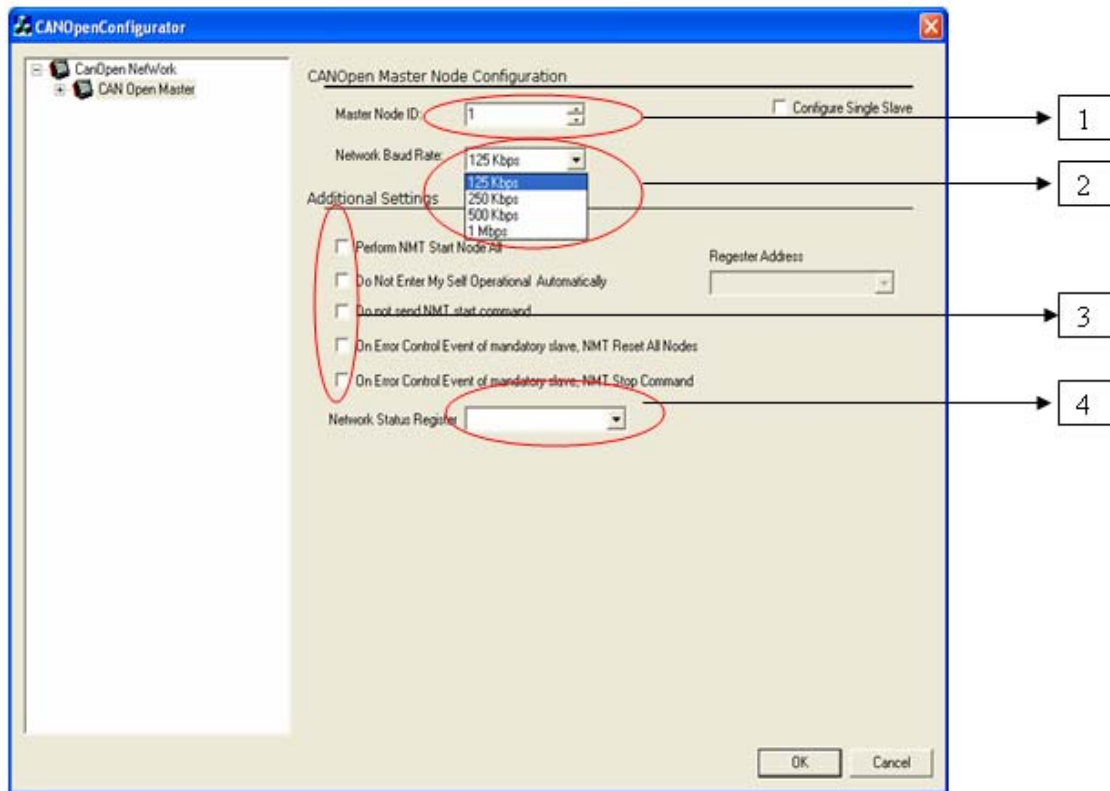 CANOpenConfigurator
CanOpen NetWork
CAN Open Master
CANOpen Master Node Configuration
Master Node ID:
1
Configure Single Slave
1
Network Baud Rate:
125 Kbps
125 Kbps
250 Kbps
500 Kbps
1 Mbps
2
Additional Settings
Perform NMT Start Node All
Regester Address
Do Not Enter My Self Operational Automatically
Do not send NMT start command
3
On Error Control Event of mandatory slave, NMT Reset All Nodes
On Error Control Event of mandatory slave, NMT Stop Command
4
Network Status Register
OK
Cancel